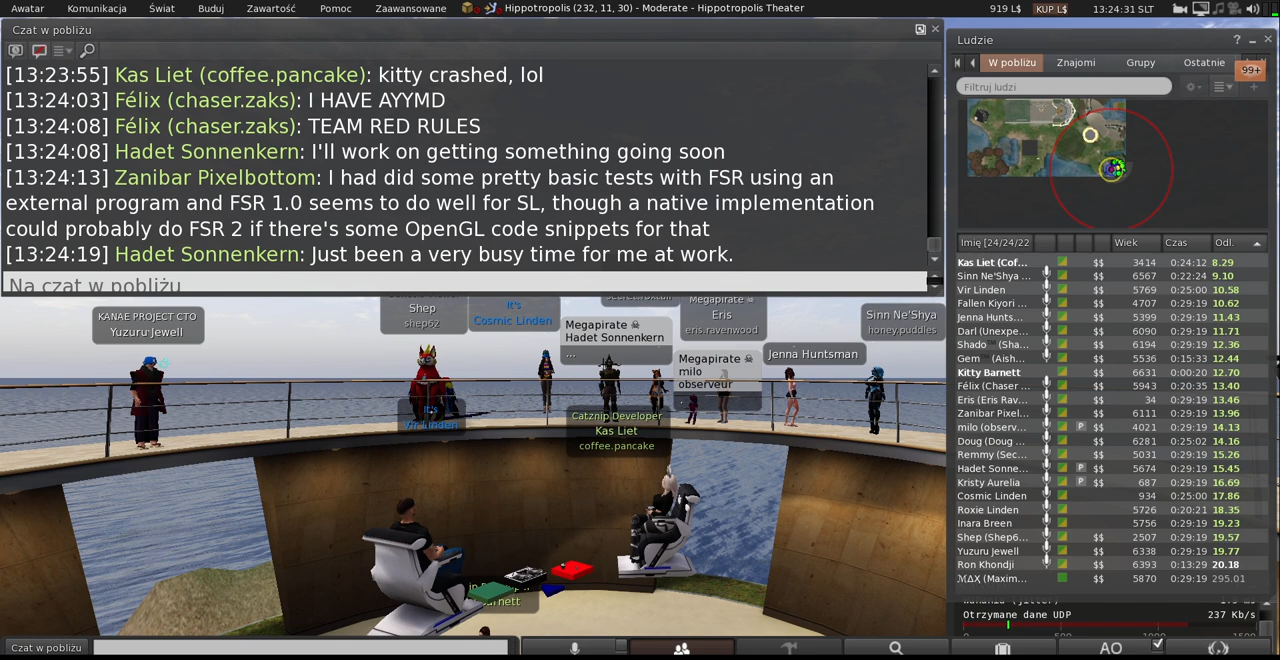 Awatar Komunikacja Świat Buduj Zawartość Pomoc Zaawansowane Hippotropolis (232, 11, 30) - Moderate - Hippotropolis Theater 919 L$ KUP L$ 13:24:31 SLT
Czat w pobliżu
[13:23:55] Kas Liet (coffee.pancake): kitty crashed, lol
[13:24:03] Félix (chaser.zaks): I HAVE AYYMD
[13:24:08] Félix (chaser.zaks): TEAM RED RULES
[13:24:08] Hadet Sonnenkern: I'll work on getting something going soon
[13:24:13] Zanibar Pixelbottom: I had did some pretty basic tests with FSR using an
external program and FSR 1.0 seems to do well for SL, though a native implementation
could probably do FSR 2 if there's some OpenGL code snippets for that
[13:24:19] Hadet Sonnenkern: Just been a very busy time for me at work.
Na czat w pobliżu
KANAE PROJECT CTO
Yuzuru Jewell
Shep
shep62
It's
Cosmic Linden
Megapirate ☠
Hadet Sonnenkern
...
Megapirate ☠
Eris
eris.ravenwood
Megapirate ☠
milo
observeur
Jenna Huntsman
Sinn Ne'Shya
honey.puddles
It's
Vir Linden
Catznip Developer
Kas Liet
coffee.pancake
Czat w pobliżu
AO
Ludzie
W pobliżu Znajomi Grupy Ostatnie
99+
Filtruj ludzi
Imię [24/24/22 Wiek Czas Odl.
Kas Liet (Cof... $$ 3414 0:24:12 8.29
Sinn Ne'Shya ... $$ 6567 0:22:24 9.10
Vir Linden 5769 0:25:00 10.58
Fallen Kiyori ... $$ 4707 0:29:19 10.62
Jenna Hunts... $$ 5399 0:29:19 11.43
Darl (Unexpe... $$ 6090 0:29:19 11.71
Shado™ (Sha... $$ 6194 0:29:19 12.36
Gem™ (Aish... $$ 5536 0:15:33 12.44
Kitty Barnett $$ 6631 0:00:20 12.70
Félix (Chaser ... $$ 5943 0:20:35 13.40
Eris (Eris Rav... $$ 34 0:29:19 13.46
Zanibar Pixel... $$ 6111 0:29:19 13.96
milo (observ... P $$ 4021 0:29:19 14.13
Doug (Doug ... $$ 6281 0:25:02 14.16
Remmy (Sec... $$ 5031 0:29:19 15.26
Hadet Sonne... P $$ 5674 0:29:19 15.45
Kristy Aurelia P $$ 687 0:29:19 16.69
Cosmic Linden 934 0:25:00 17.86
Roxie Linden 5726 0:20:21 18.35
Inara Breen 5756 0:29:19 19.23
Shep (Shep6... $$ 2507 0:29:19 19.57
Yuzuru Jewell $$ 6338 0:29:19 19.77
Ron Khondji $$ 6393 0:13:29 20.18
ℳΔҲ (Maxim... $$ 5870 0:29:19 295.01
Otrzymane dane UDP 237 Kb/s